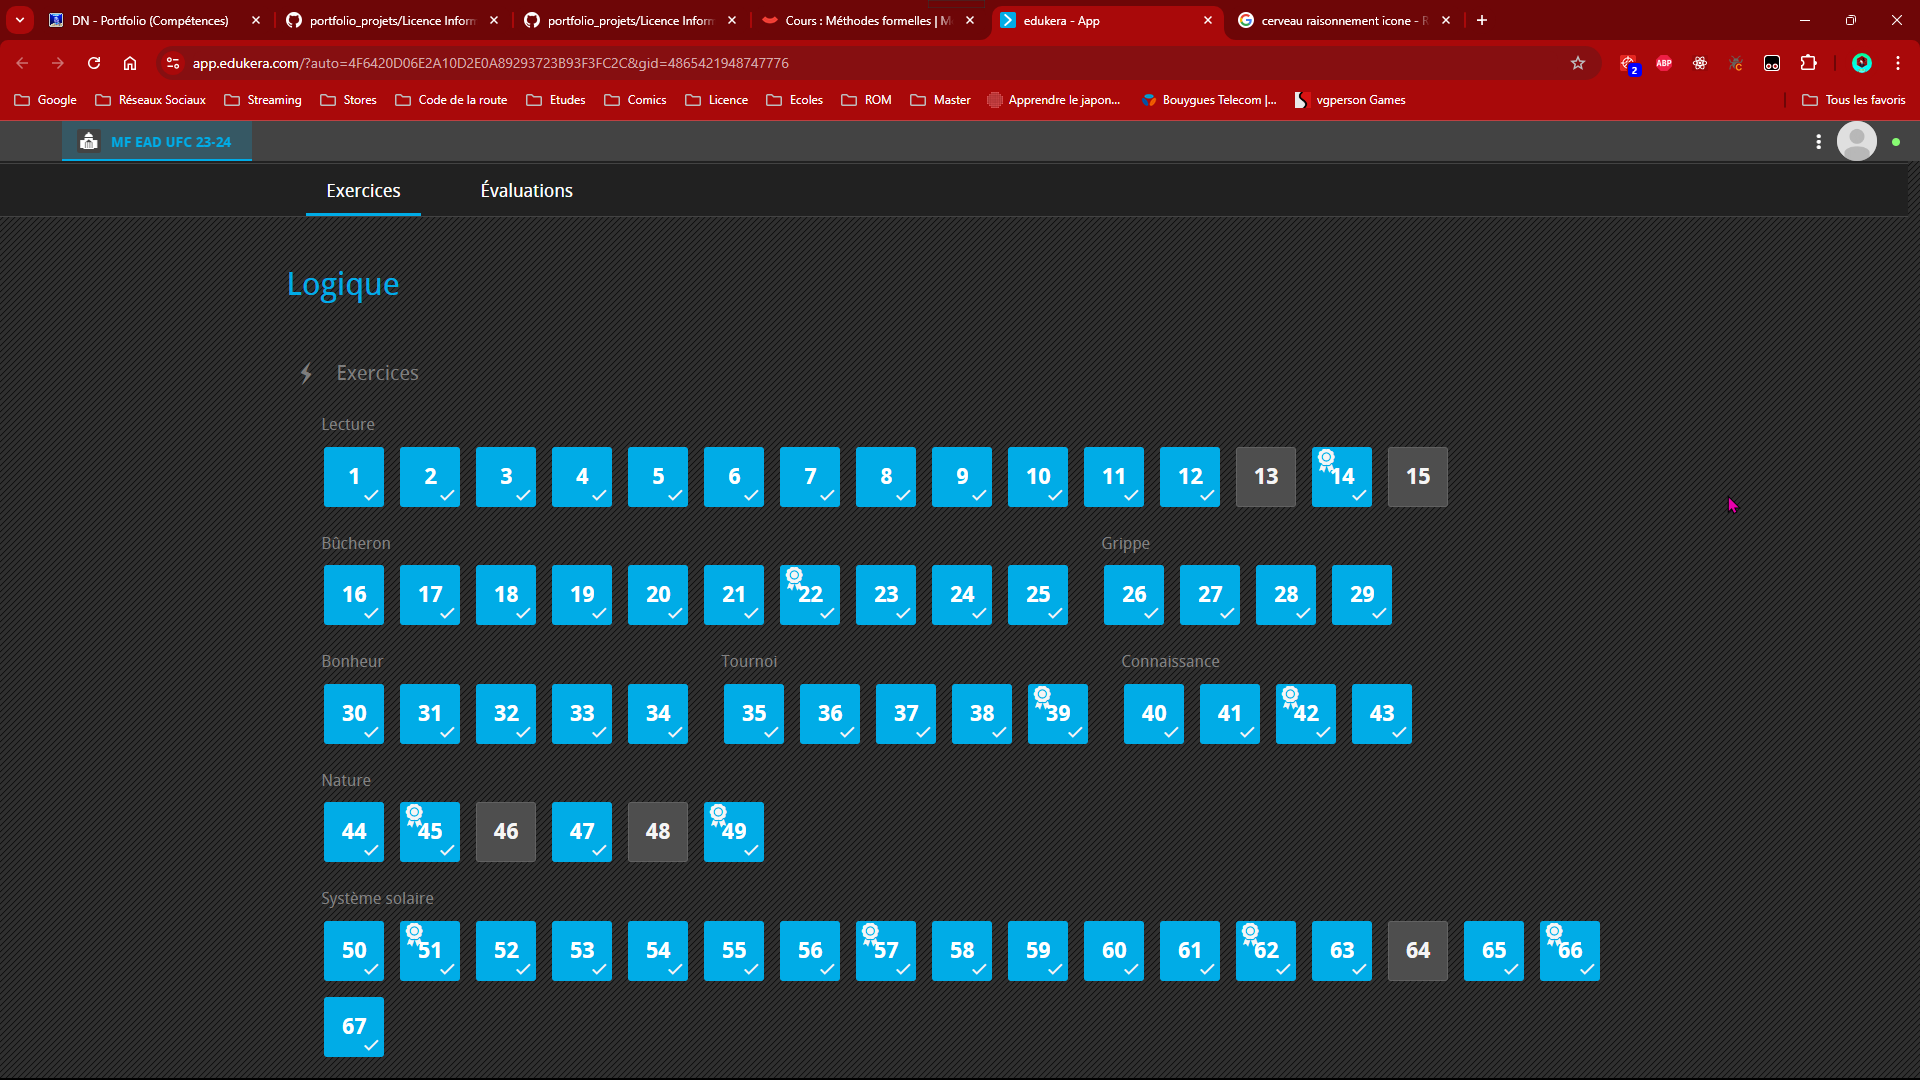 DN - Portfolio (Compétences)
portfolio_projets/Licence Inform
portfolio_projets/Licence Inform
Cours : Méthodes formelles | M
edukera - App
cerveau raisonnement icone - R
app.edukera.com/?auto=4F6420D06E2A10D2E0A89293723B93F3FC2C&gid=4865421948747776
2
ABP
Google
Réseaux Sociaux
Streaming
Stores
Code de la route
Etudes
Comics
Licence
Ecoles
ROM
Master
Apprendre le japon...
Bouygues Telecom |...
vgperson Games
Tous les favoris
MF EAD UFC 23-24
Exercices
Évaluations
Logique
Exercices
Lecture
1 2 3 4 5 6 7 8 9 10 11 12 13 14 15
Bûcheron
Grippe
16 17 18 19 20 21 22 23 24 25 26 27 28 29
Bonheur
Tournoi
Connaissance
30 31 32 33 34 35 36 37 38 39 40 41 42 43
Nature
44 45 46 47 48 49
Système solaire
50 51 52 53 54 55 56 57 58 59 60 61 62 63 64 65 66
67